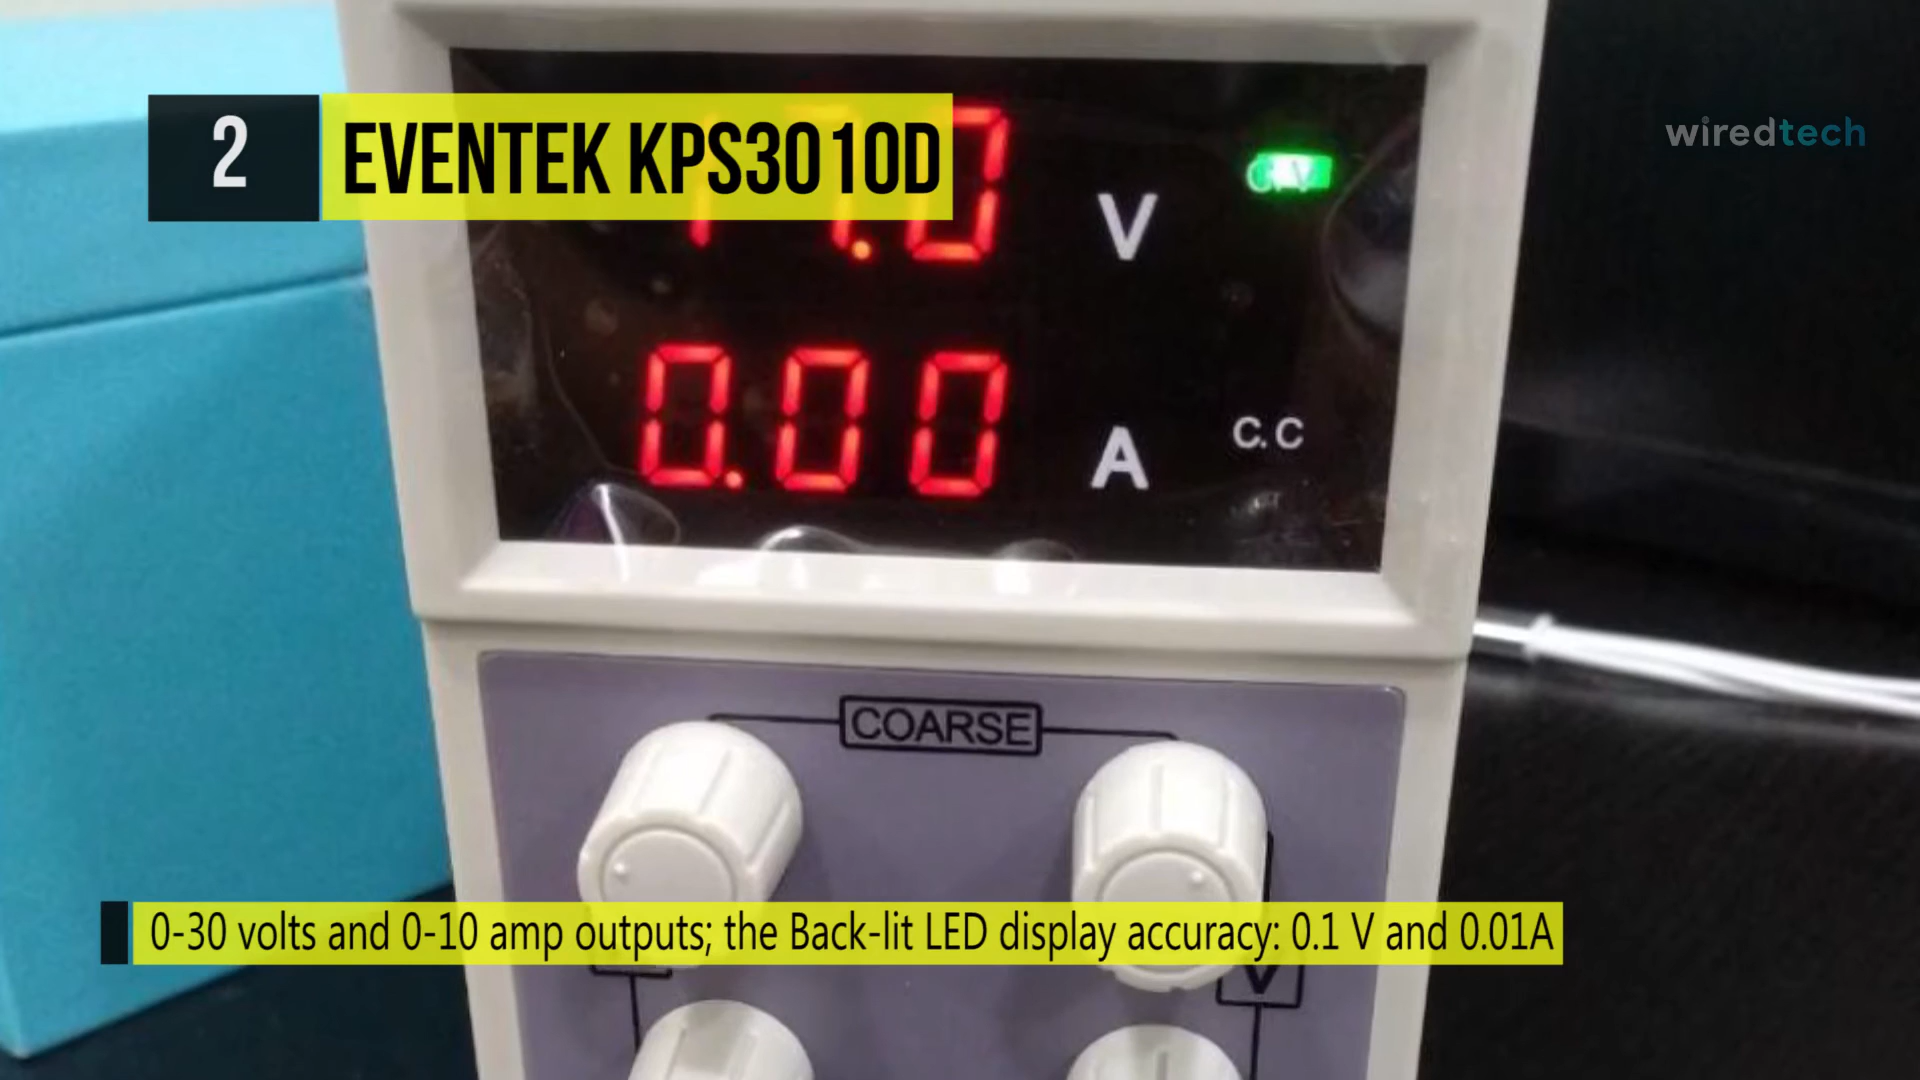 2 EVENTEK KPS3010D
wiredtech
V
C.V
0.00 A C.C
COARSE
0-30 volts and 0-10 amp outputs; the Back-lit LED display accuracy: 0.1 V and 0.01A
V